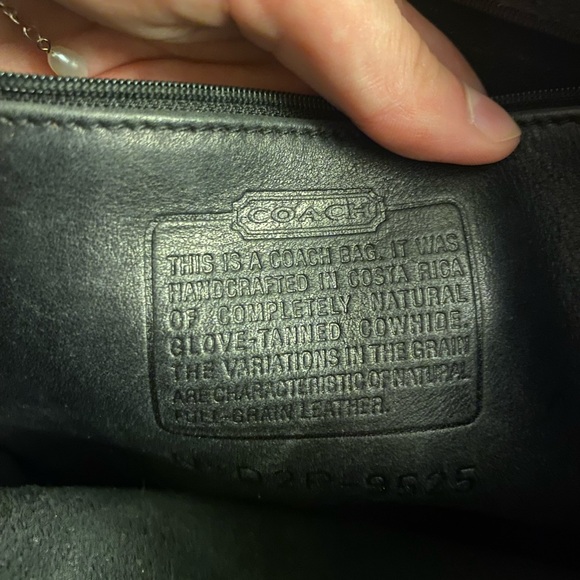 COACH
THIS IS A COACH BAG. IT WAS
HANDCRAFTED IN COSTA RICA
OF COMPLETELY NATURAL
GLOVE-TANNED COWHIDE.
THE VARIATIONS IN THE GRAIN
ARE CHARACTERISTIC OF NATURAL
FULL-GRAIN LEATHER.